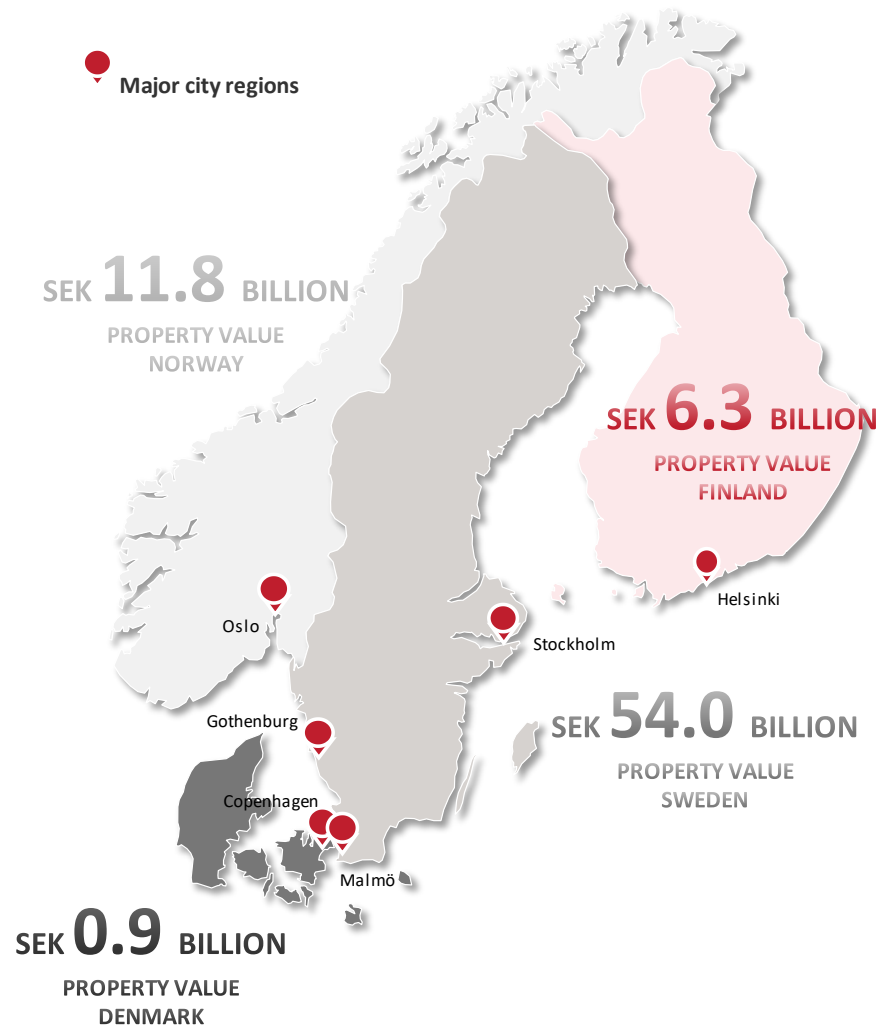 Major city regions
SEK 11.8 BILLION
PROPERTY VALUE
NORWAY
SEK 6.3 BILLION
PROPERTY VALUE
FINLAND
Helsinki
Oslo
Stockholm
Gothenburg
SEK 54.0 BILLION
PROPERTY VALUE
SWEDEN
Copenhagen
Malmö
SEK 0.9 BILLION
PROPERTY VALUE
DENMARK